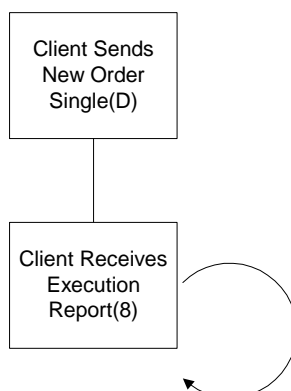 Client Sends
New Order
Single(D)
Client Receives
Execution
Report(8)